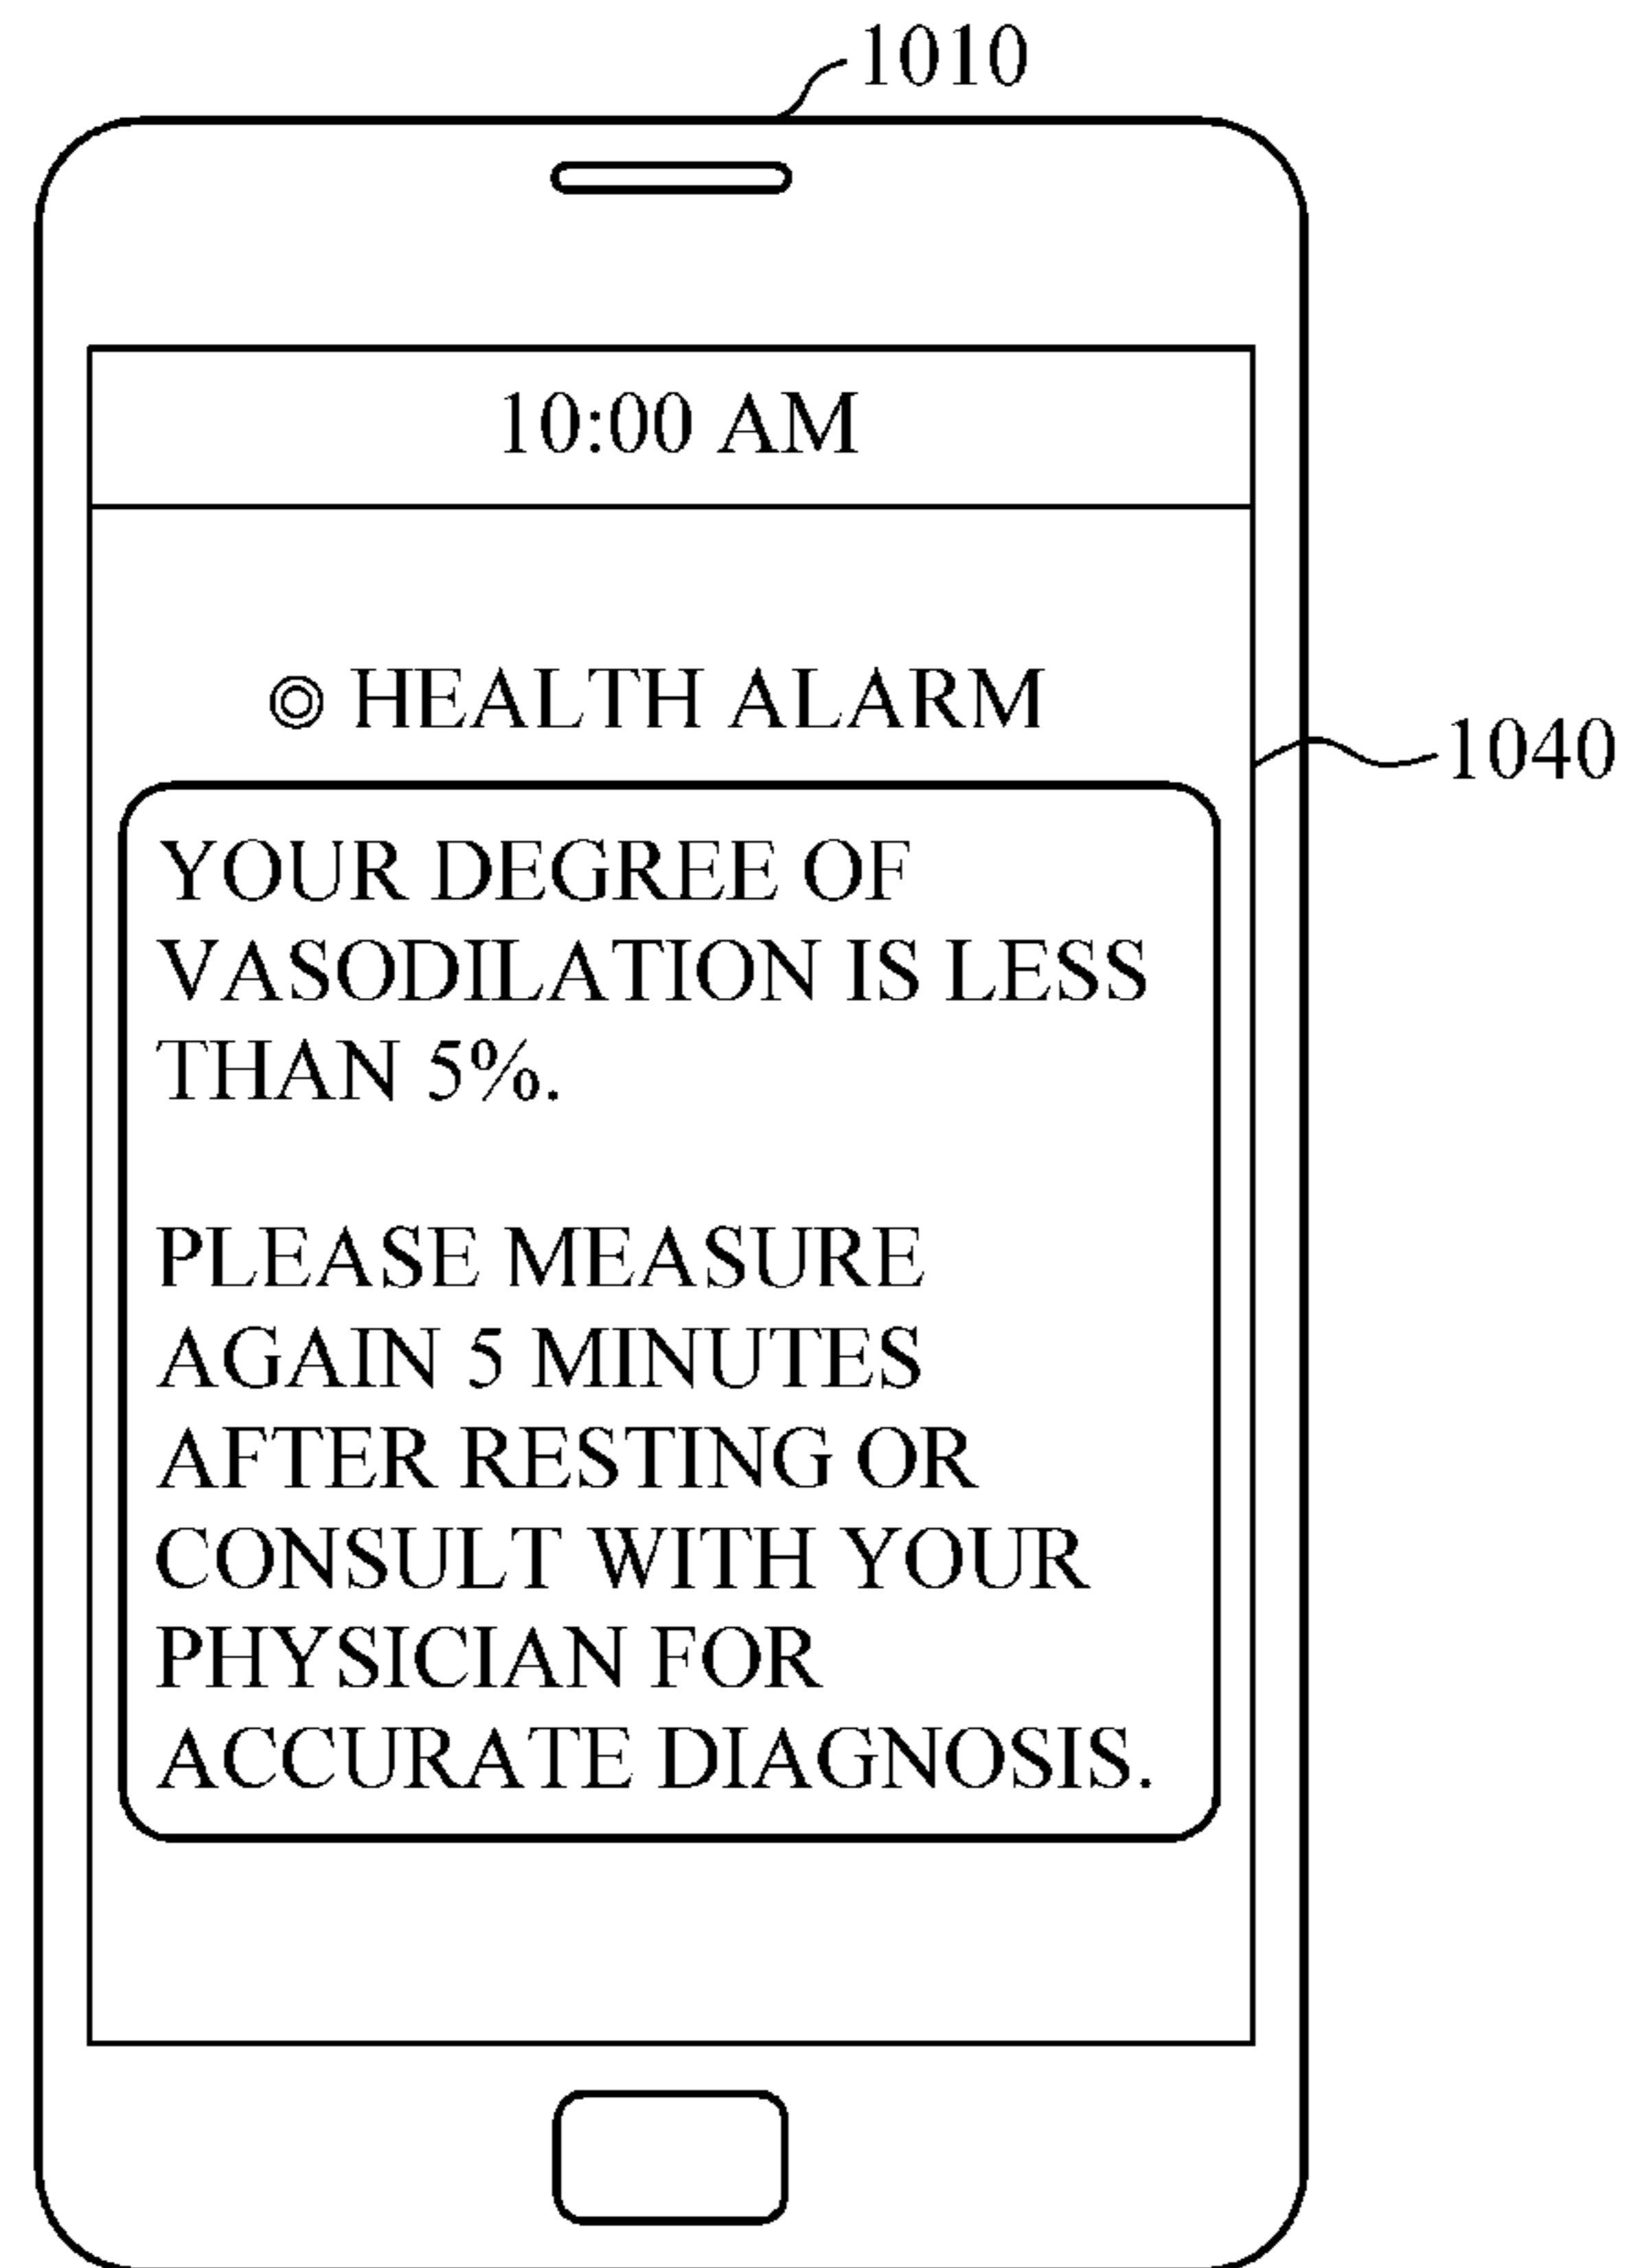 1010
10:00 AM
◎ HEALTH ALARM
1040
YOUR DEGREE OF
VASODILATION IS LESS
THAN 5%.
PLEASE MEASURE
AGAIN 5 MINUTES
AFTER RESTING OR
CONSULT WITH YOUR
PHYSICIAN FOR
ACCURATE DIAGNOSIS.